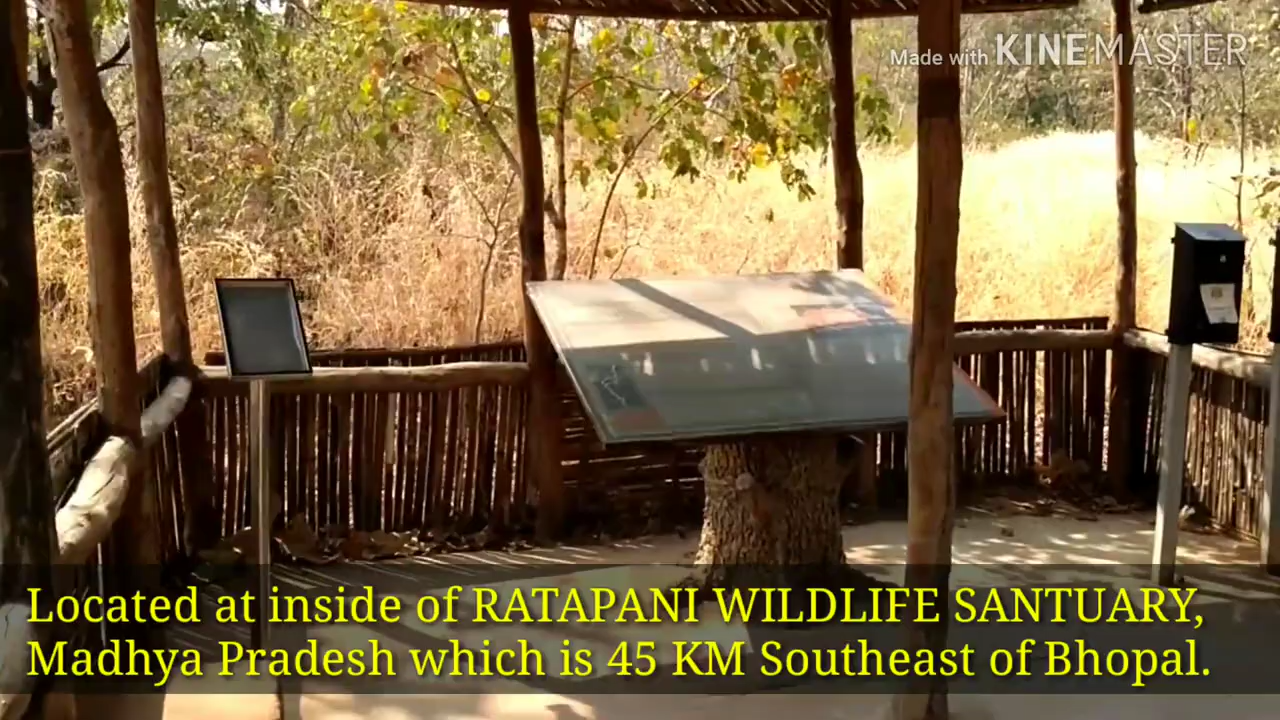 Made with KINEMASTER
Located at inside of RATAPANI WILDLIFE SANTUARY,
Madhya Pradesh which is 45 KM Southeast of Bhopal.